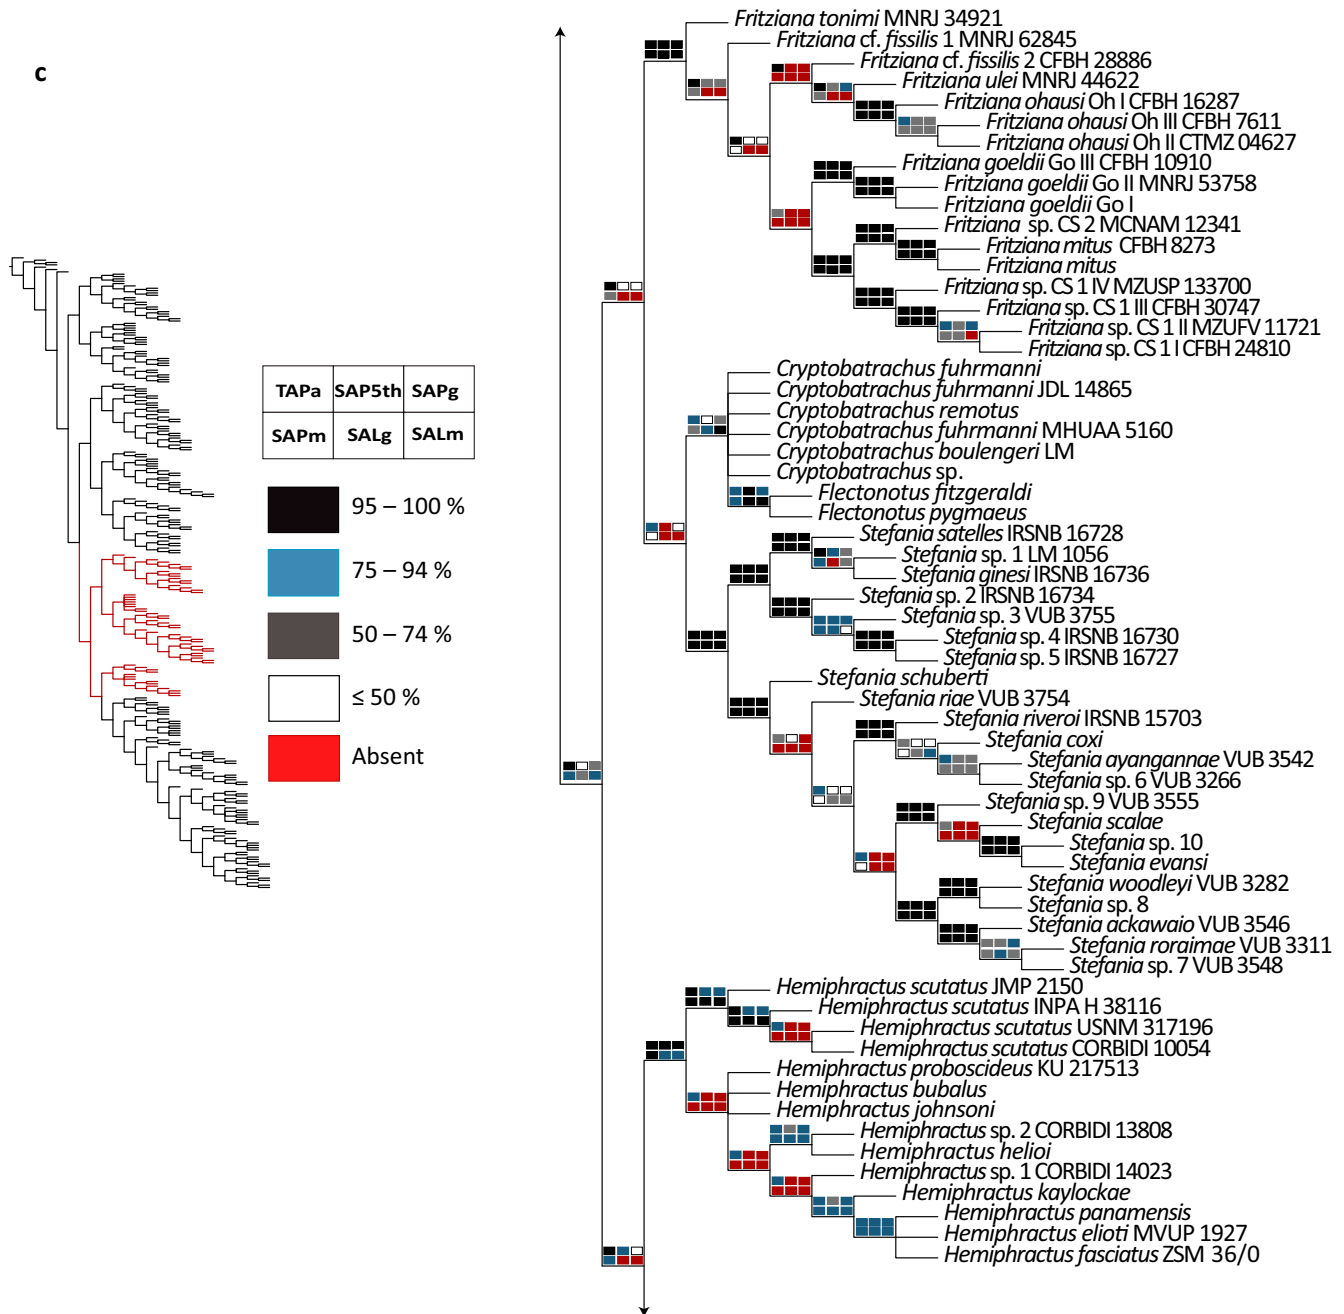 c
TAPa SAP5th SAPg
SAPm SALg SALm
95 – 100 %
75 – 94 %
50 – 74 %
≤ 50 %
Absent
Fritziana tonimi MNRJ 34921
Fritziana cf. fissilis 1 MNRJ 62845
Fritziana cf. fissilis 2 CFBH 28886
Fritziana ulei MNRJ 44622
Fritziana ohausi Oh I CFBH 16287
Fritziana ohausi Oh III CFBH 7611
Fritziana ohausi Oh II CTMZ 04627
Fritziana goeldii Go III CFBH 10910
Fritziana goeldii Go II MNRJ 53758
Fritziana goeldii Go I
Fritziana sp. CS 2 MCNAM 12341
Fritziana mitus CFBH 8273
Fritziana mitus
Fritziana sp. CS 1 IV MZUSP 133700
Fritziana sp. CS 1 III CFBH 30747
Fritziana sp. CS 1 II MZUFV 11721
Fritziana sp. CS 1 I CFBH 24810
Cryptobatrachus fuhrmanni
Cryptobatrachus fuhrmanni JDL 14865
Cryptobatrachus remotus
Cryptobatrachus fuhrmanni MHUAA 5160
Cryptobatrachus boulengeri LM
Cryptobatrachus sp.
Flectonotus fitzgeraldi
Flectonotus pygmaeus
Stefania satelles IRSNB 16728
Stefania sp. 1 LM 1056
Stefania ginesi IRSNB 16736
Stefania sp. 2 IRSNB 16734
Stefania sp. 3 VUB 3755
Stefania sp. 4 IRSNB 16730
Stefania sp. 5 IRSNB 16727
Stefania schuberti
Stefania riae VUB 3754
Stefania riveroi IRSNB 15703
Stefania coxi
Stefania ayangannae VUB 3542
Stefania sp. 6 VUB 3266
Stefania sp. 9 VUB 3555
Stefania scalae
Stefania sp. 10
Stefania evansi
Stefania woodleyi VUB 3282
Stefania sp. 8
Stefania ackawaio VUB 3546
Stefania roraimae VUB 3311
Stefania sp. 7 VUB 3548
Hemiphractus scutatus JMP 2150
Hemiphractus scutatus INPA H 38116
Hemiphractus scutatus USNM 317196
Hemiphractus scutatus CORBIDI 10054
Hemiphractus proboscideus KU 217513
Hemiphractus bubalus
Hemiphractus johnsoni
Hemiphractus sp. 2 CORBIDI 13808
Hemiphractus helioi
Hemiphractus sp. 1 CORBIDI 14023
Hemiphractus kaylockae
Hemiphractus panamensis
Hemiphractus elioti MVUP 1927
Hemiphractus fasciatus ZSM 36/0